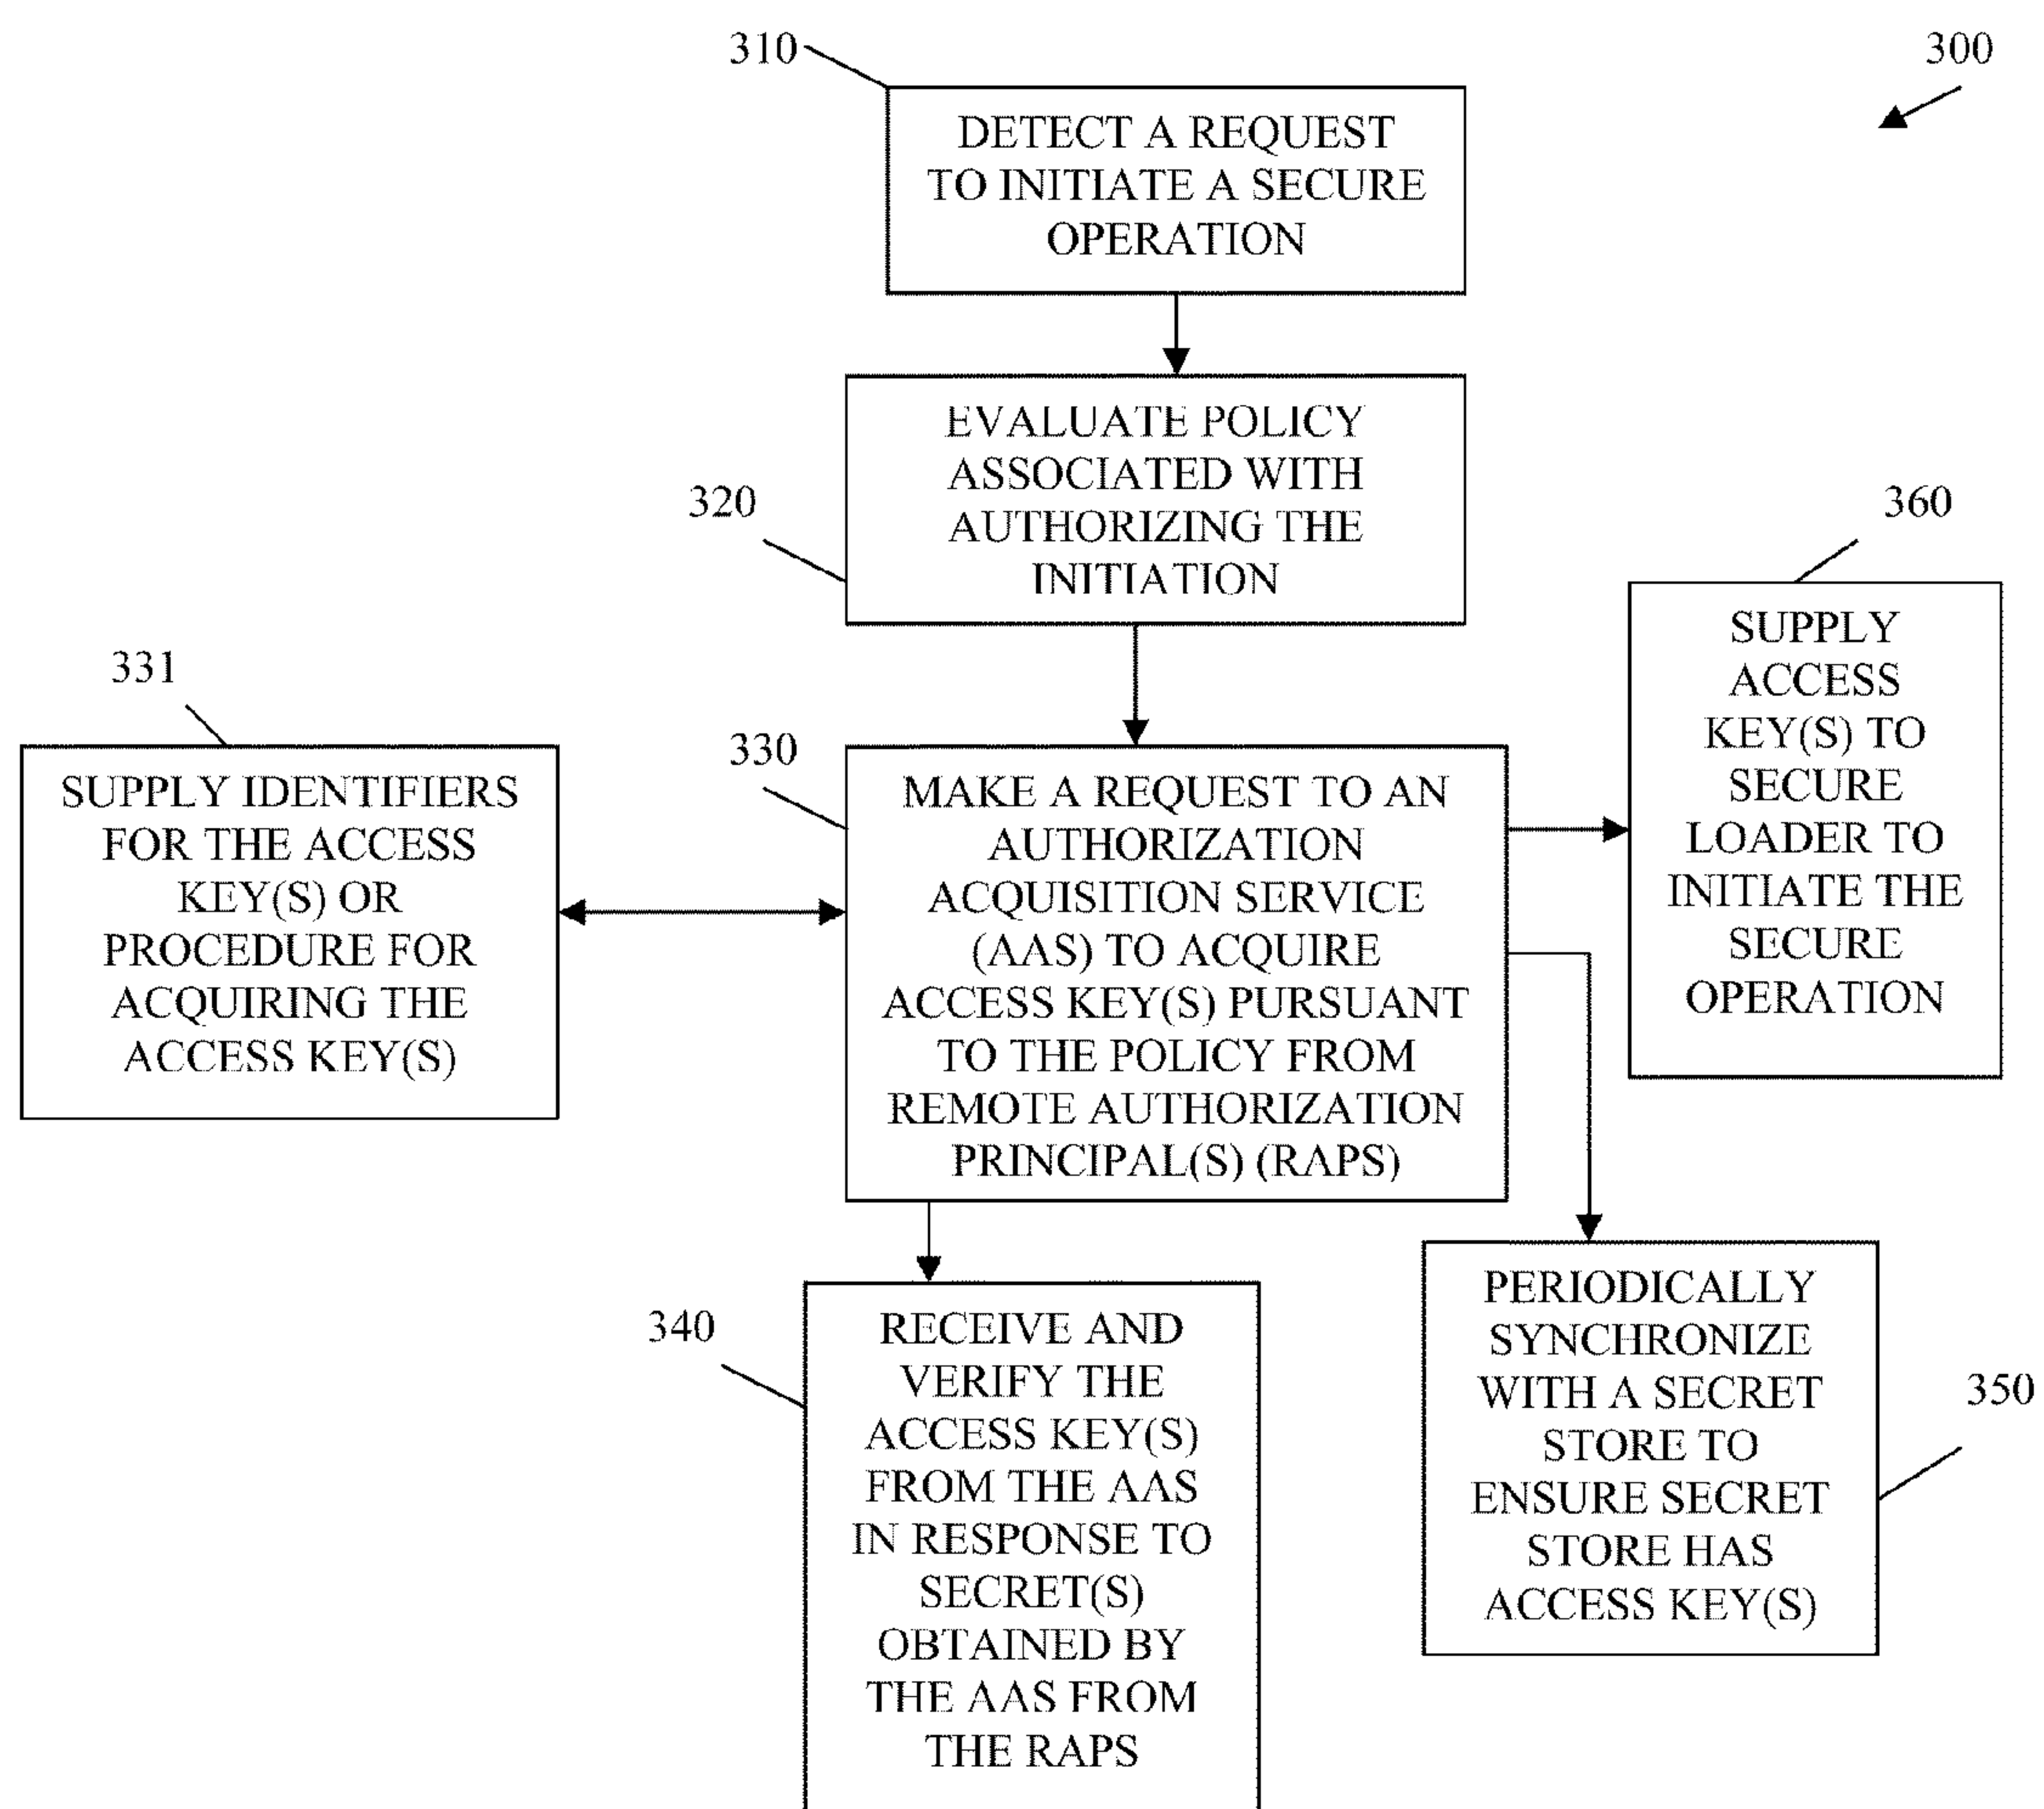 310
300
DETECT A REQUEST
TO INITIATE A SECURE
OPERATION
EVALUATE POLICY
ASSOCIATED WITH
AUTHORIZING THE
INITIATION
320
360
SUPPLY
ACCESS
KEY(S) TO
SECURE
LOADER TO
INITIATE THE
SECURE
OPERATION
331
SUPPLY IDENTIFIERS
FOR THE ACCESS
KEY(S) OR
PROCEDURE FOR
ACQUIRING THE
ACCESS KEY(S)
330
MAKE A REQUEST TO AN
AUTHORIZATION
ACQUISITION SERVICE
(AAS) TO ACQUIRE
ACCESS KEY(S) PURSUANT
TO THE POLICY FROM
REMOTE AUTHORIZATION
PRINCIPAL(S) (RAPS)
340
RECEIVE AND
VERIFY THE
ACCESS KEY(S)
FROM THE AAS
IN RESPONSE TO
SECRET(S)
OBTAINED BY
THE AAS FROM
THE RAPS
PERIODICALLY
SYNCHRONIZE
WITH A SECRET
STORE TO
ENSURE SECRET
STORE HAS
ACCESS KEY(S)
350